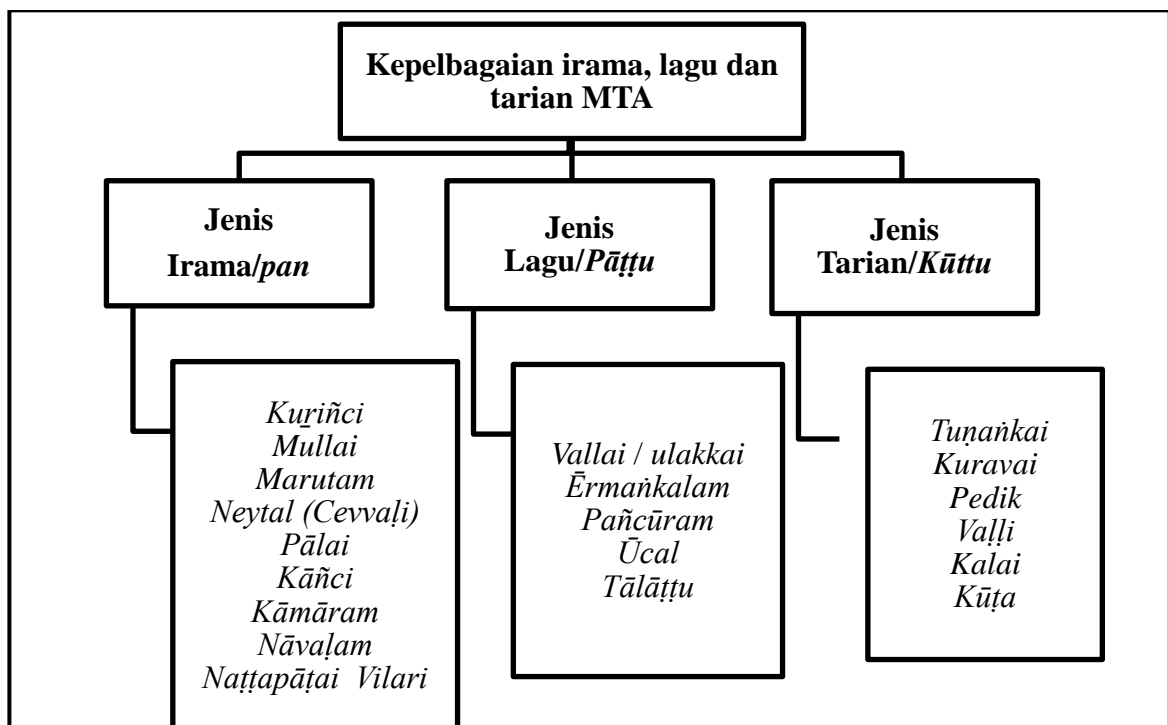 Kepelbagaian irama, lagu dan
tarian MTA
Jenis
Irama/pan
Jenis
Lagu/Pāṭṭu
Jenis
Tarian/Kūttu
Kuṟiñci
Mullai
Marutam
Neytal (Cevvaḷi)
Pālai
Kāñci
Kāmāram
Nāvaḷam
Naṭṭapāṭai Vilari
Vallai / ulakkai
Ērmaṅkalam
Pañcūram
Ūcal
Tālāṭṭu
Tuṇaṅkai
Kuravai
Pedik
Vaḷḷi
Kalai
Kūṭa